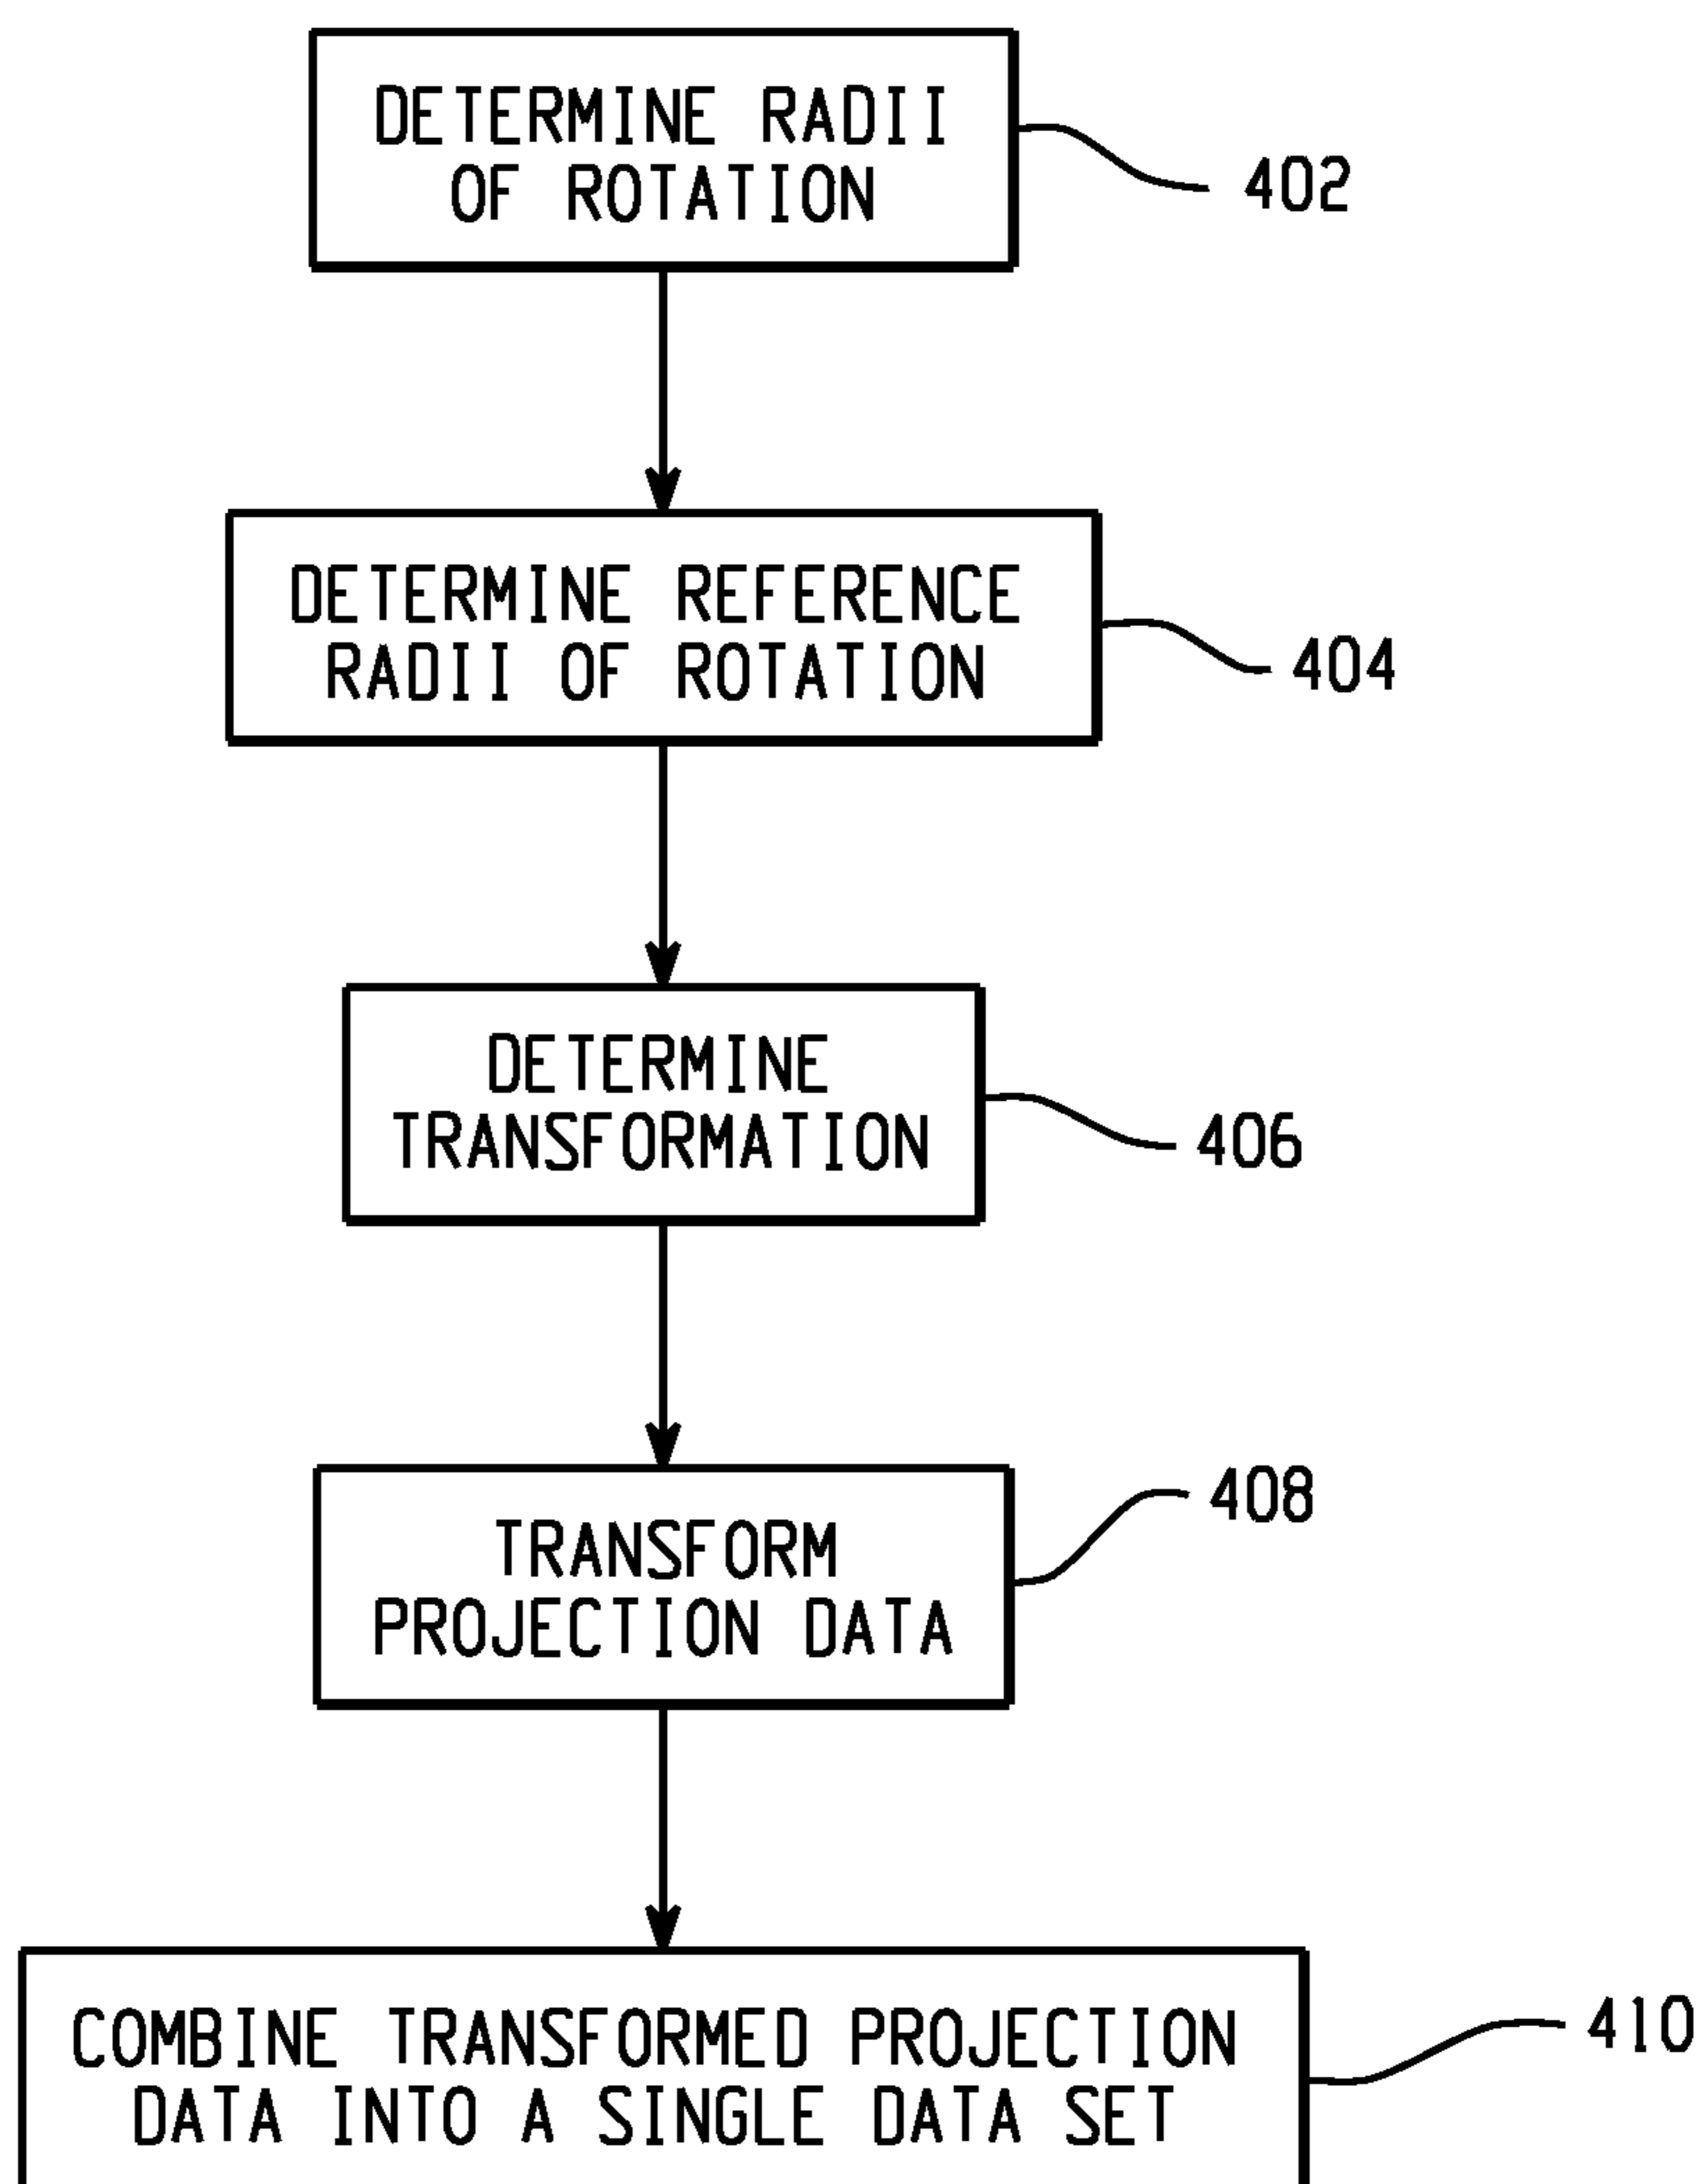 DETERMINE RADII
OF ROTATION
402
DETERMINE REFERENCE
RADII OF ROTATION
404
DETERMINE
TRANSFORMATION
406
TRANSFORM
PROJECTION DATA
408
COMBINE TRANSFORMED PROJECTION
DATA INTO A SINGLE DATA SET
410